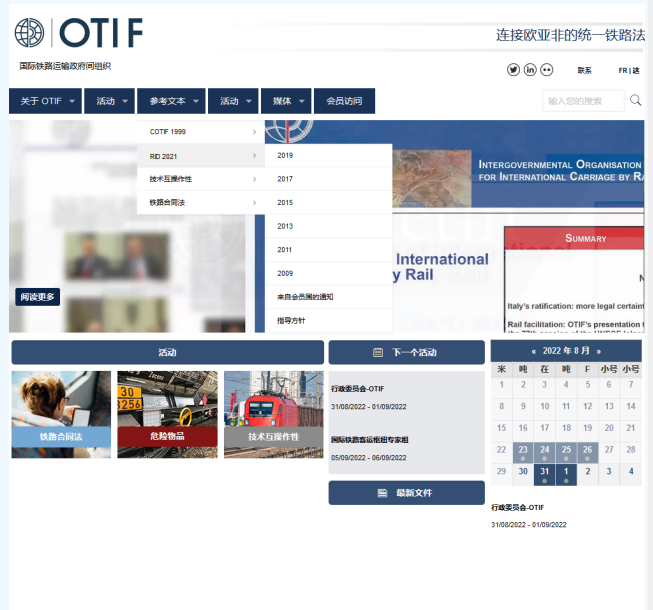 OTIF
连接欧亚非的统一铁路法
国际铁路运输政府间组织
联系
FR | 这
关于 OTIF
活动
参考文本
活动
媒体
会员访问
输入您的搜索
COTIF 1999
RID 2021
技术互操作性
铁路合同法
2019
2017
2015
2013
2011
2009
来自会员国的通知
指导方针
INTERGOVERNMENTAL ORGANISATION
FOR INTERNATIONAL CARRIAGE BY RA
International
y Rail
SUMMARY
N
Italy's ratification: more legal certaint
Rail facilitation: OTIF's presentation t
阅读更多
活动
下一个活动
« 2022 年 8 月 »
米 吨 在 吨 F 小号 小号
1 2 3 4 5 6 7
8 9 10 11 12 13 14
15 16 17 18 19 20 21
22 23 24 25 26 27 28
29 30 31 1 2 3 4
30
3256
铁路合同法
危险物品
技术互操作性
行政委员会-OTIF
31/08/2022 - 01/09/2022
国际铁路客运枢纽专家组
05/09/2022 - 06/09/2022
最新文件
行政委员会-OTIF
31/08/2022 - 01/09/2022